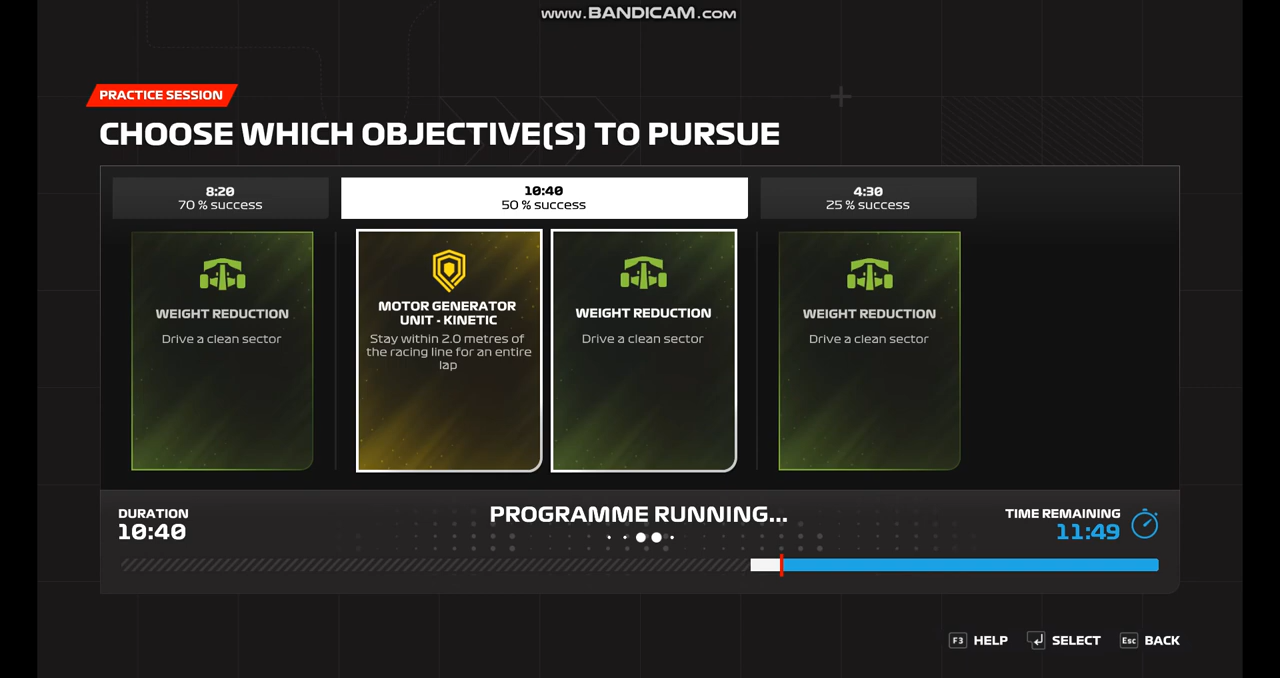 www.BANDICAM.com
PRACTICE SESSION
CHOOSE WHICH OBJECTIVE(S) TO PURSUE
8:20
70 % success
10:40
50 % success
4:30
25 % success
WEIGHT REDUCTION
Drive a clean sector
MOTOR GENERATOR
UNIT - KINETIC
Stay within 2.0 metres of
the racing line for an entire
lap
WEIGHT REDUCTION
Drive a clean sector
WEIGHT REDUCTION
Drive a clean sector
DURATION
10:40
PROGRAMME RUNNING...
TIME REMAINING
11:49
F3 HELP
SELECT
Esc BACK